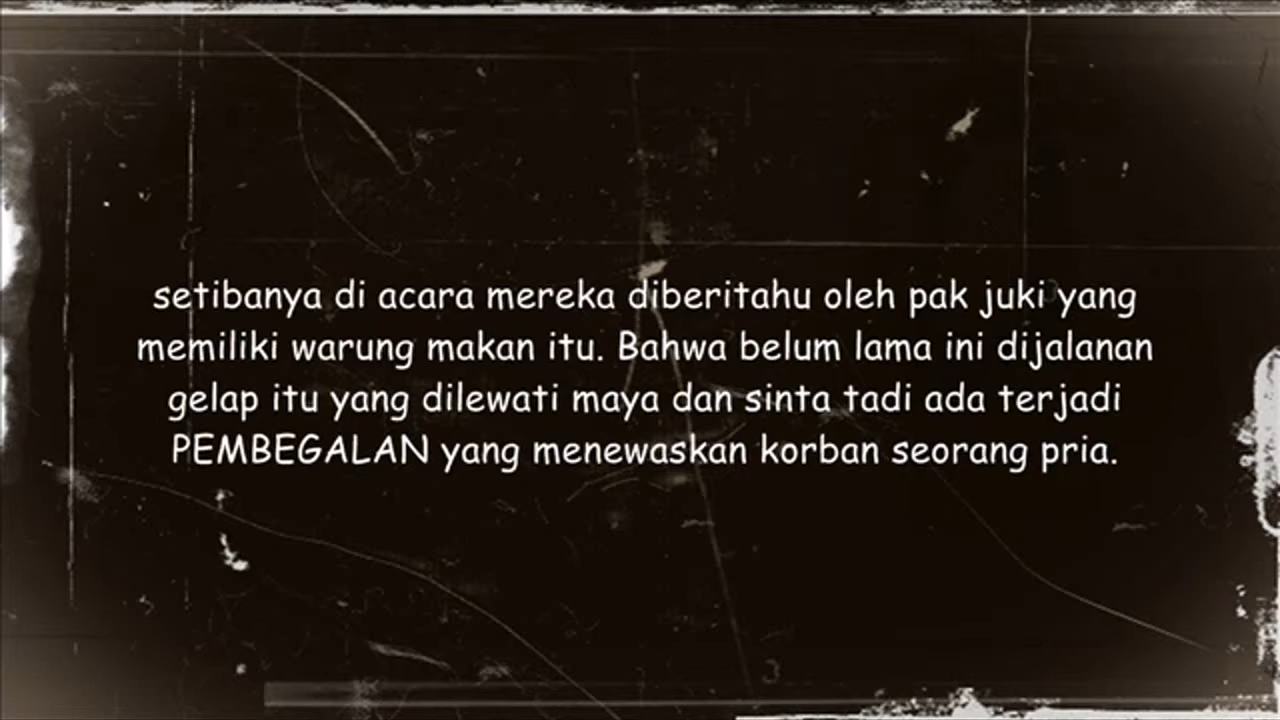 setibanya di acara mereka diberitahu oleh pak juki yang
memiliki warung makan itu. Bahwa belum lama ini dijalanan
gelap itu yang dilewati maya dan sinta tadi ada terjadi
PEMBEGALAN yang menewaskan korban seorang pria.